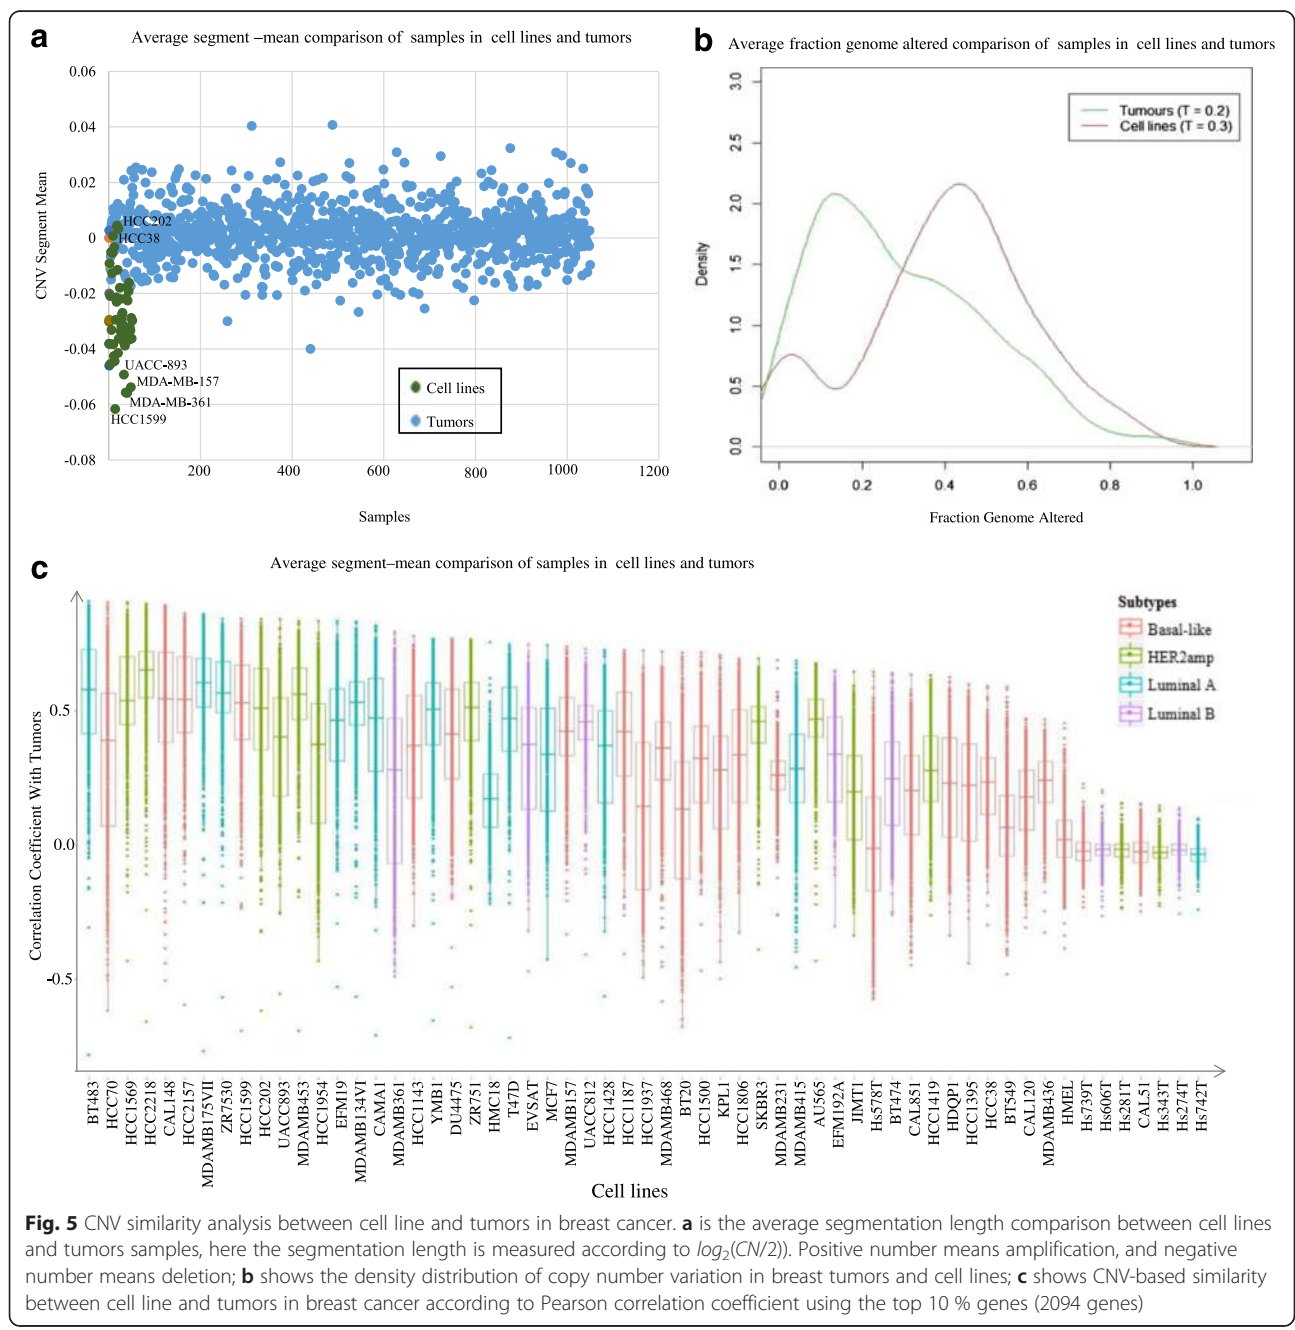 a
Average segment –mean comparison of samples in cell lines and tumors
0.06
0.04
0.02
0
-0.02
-0.04
-0.06
-0.08
CNV Segment Mean
HCC202
HCC38
UACC-893
MDA-MB-157
MDA-MB-361
HCC1599
Cell lines
Tumors
200
400
600
800
1000
1200
Samples
b
Average fraction genome altered comparison of samples in cell lines and tumors
3.0
2.5
2.0
1.5
1.0
0.5
0.0
Density
Tumours (T = 0.2)
Cell lines (T = 0.3)
0.0
0.2
0.4
0.6
0.8
1.0
Fraction Genome Altered
c
Average segment–mean comparison of samples in cell lines and tumors
Correlation Coefficient With Tumors
0.5
0.0
-0.5
Subtypes
Basal-like
HER2amp
Luminal A
Luminal B
BT483
HCC70
HCC1569
HCC2218
CAL148
HCC2157
MDAMB175VII
ZR7530
HCC1599
HCC202
UACC893
MDAMB453
HCC1954
EFM19
MDAMB134VI
CAMA1
MDAMB361
HCC1143
YMB1
DU4475
ZR751
HMC18
T47D
EVSAT
MCF7
MDAMB157
UACC812
HCC1428
HCC1187
HCC1937
MDAMB468
BT20
HCC1500
KPL1
HCC1806
SKBR3
MDAMB231
MDAMB415
AU565
EFM192A
JIMT1
Hs578T
BT474
CAL851
HCC1419
HDQP1
HCC1395
HCC38
BT549
CAL120
MDAMB436
HMEL
Hs739T
Hs606T
Hs281T
CAL51
Hs343T
Hs274T
Hs742T
Cell lines
Fig. 5 CNV similarity analysis between cell line and tumors in breast cancer. a is the average segmentation length comparison between cell lines
and tumors samples, here the segmentation length is measured according to log2(CN/2)). Positive number means amplification, and negative
number means deletion; b shows the density distribution of copy number variation in breast tumors and cell lines; c shows CNV-based similarity
between cell line and tumors in breast cancer according to Pearson correlation coefficient using the top 10 % genes (2094 genes)